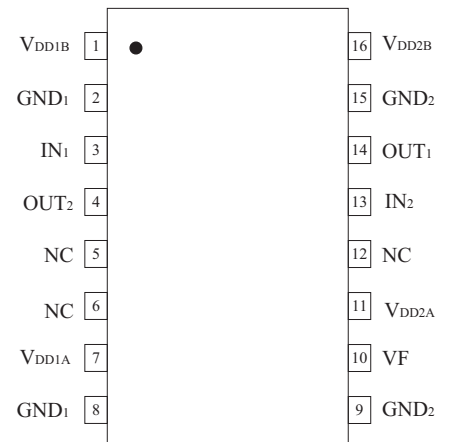 VDD1B 1 16 VDD2B
GND1 2 15 GND2
IN1 3 14 OUT1
OUT2 4 13 IN2
NC 5 12 NC
NC 6 11 VDD2A
VDD1A 7 10 VF
GND1 8 9 GND2